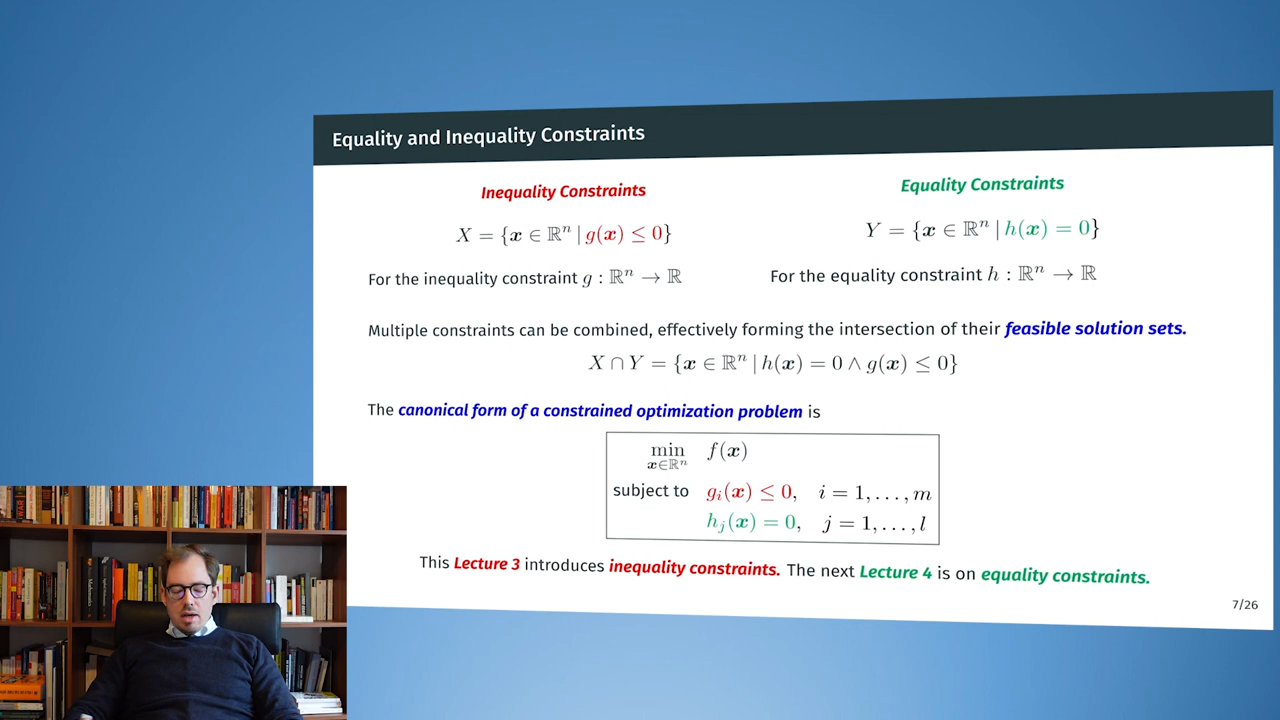 Equality and Inequality Constraints
Inequality Constraints
X = {x ∈ ℝⁿ | g(x) ≤ 0}
For the inequality constraint g : ℝⁿ → ℝ
Equality Constraints
Y = {x ∈ ℝⁿ | h(x) = 0}
For the equality constraint h : ℝⁿ → ℝ
Multiple constraints can be combined, effectively forming the intersection of their feasible solution sets.
X ∩ Y = {x ∈ ℝⁿ | h(x) = 0 ∧ g(x) ≤ 0}
The canonical form of a constrained optimization problem is
min f(x)
x∈ℝⁿ
subject to gᵢ(x) ≤ 0, i = 1, . . . , m
hⱼ(x) = 0, j = 1, . . . , l
This Lecture 3 introduces inequality constraints. The next Lecture 4 is on equality constraints.
7/26